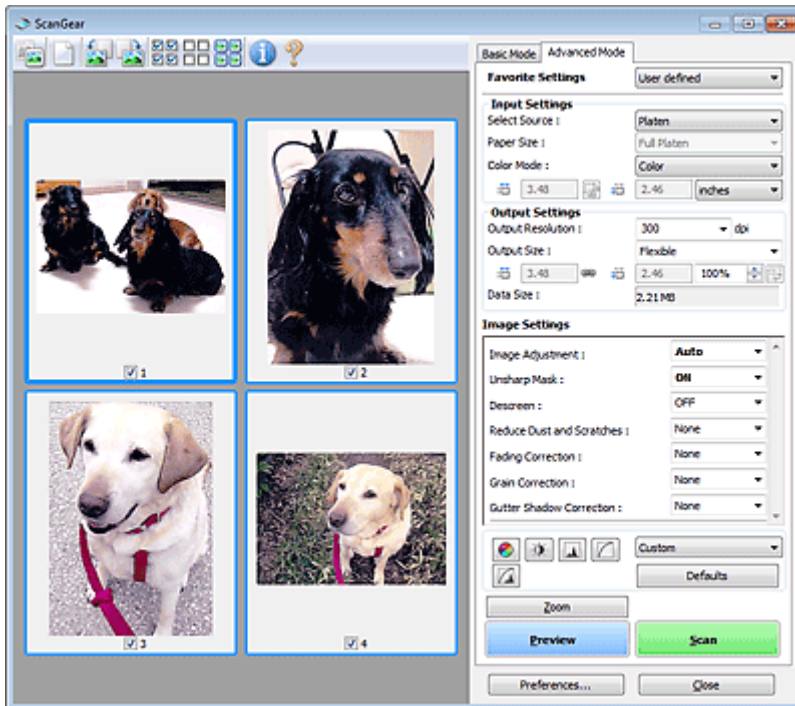 ScanGear
Basic Mode Advanced Mode
Favorite Settings User defined
Input Settings
Select Source : Platen
Paper Size : Full Platen
Color Mode : Color
3.48 2.46 inches
Output Settings
Output Resolution : 300 dpi
Output Size : Flexible
3.48 2.46 100%
Data Size : 2.21 MB
Image Settings
Image Adjustment : Auto
Unsharp Mask : ON
Descreen : OFF
Reduce Dust and Scratches : None
Fading Correction : None
Grain Correction : None
Gutter Shadow Correction : None
Custom
Defaults
Zoom
Preview Scan
Preferences... Close
1 2
3 4